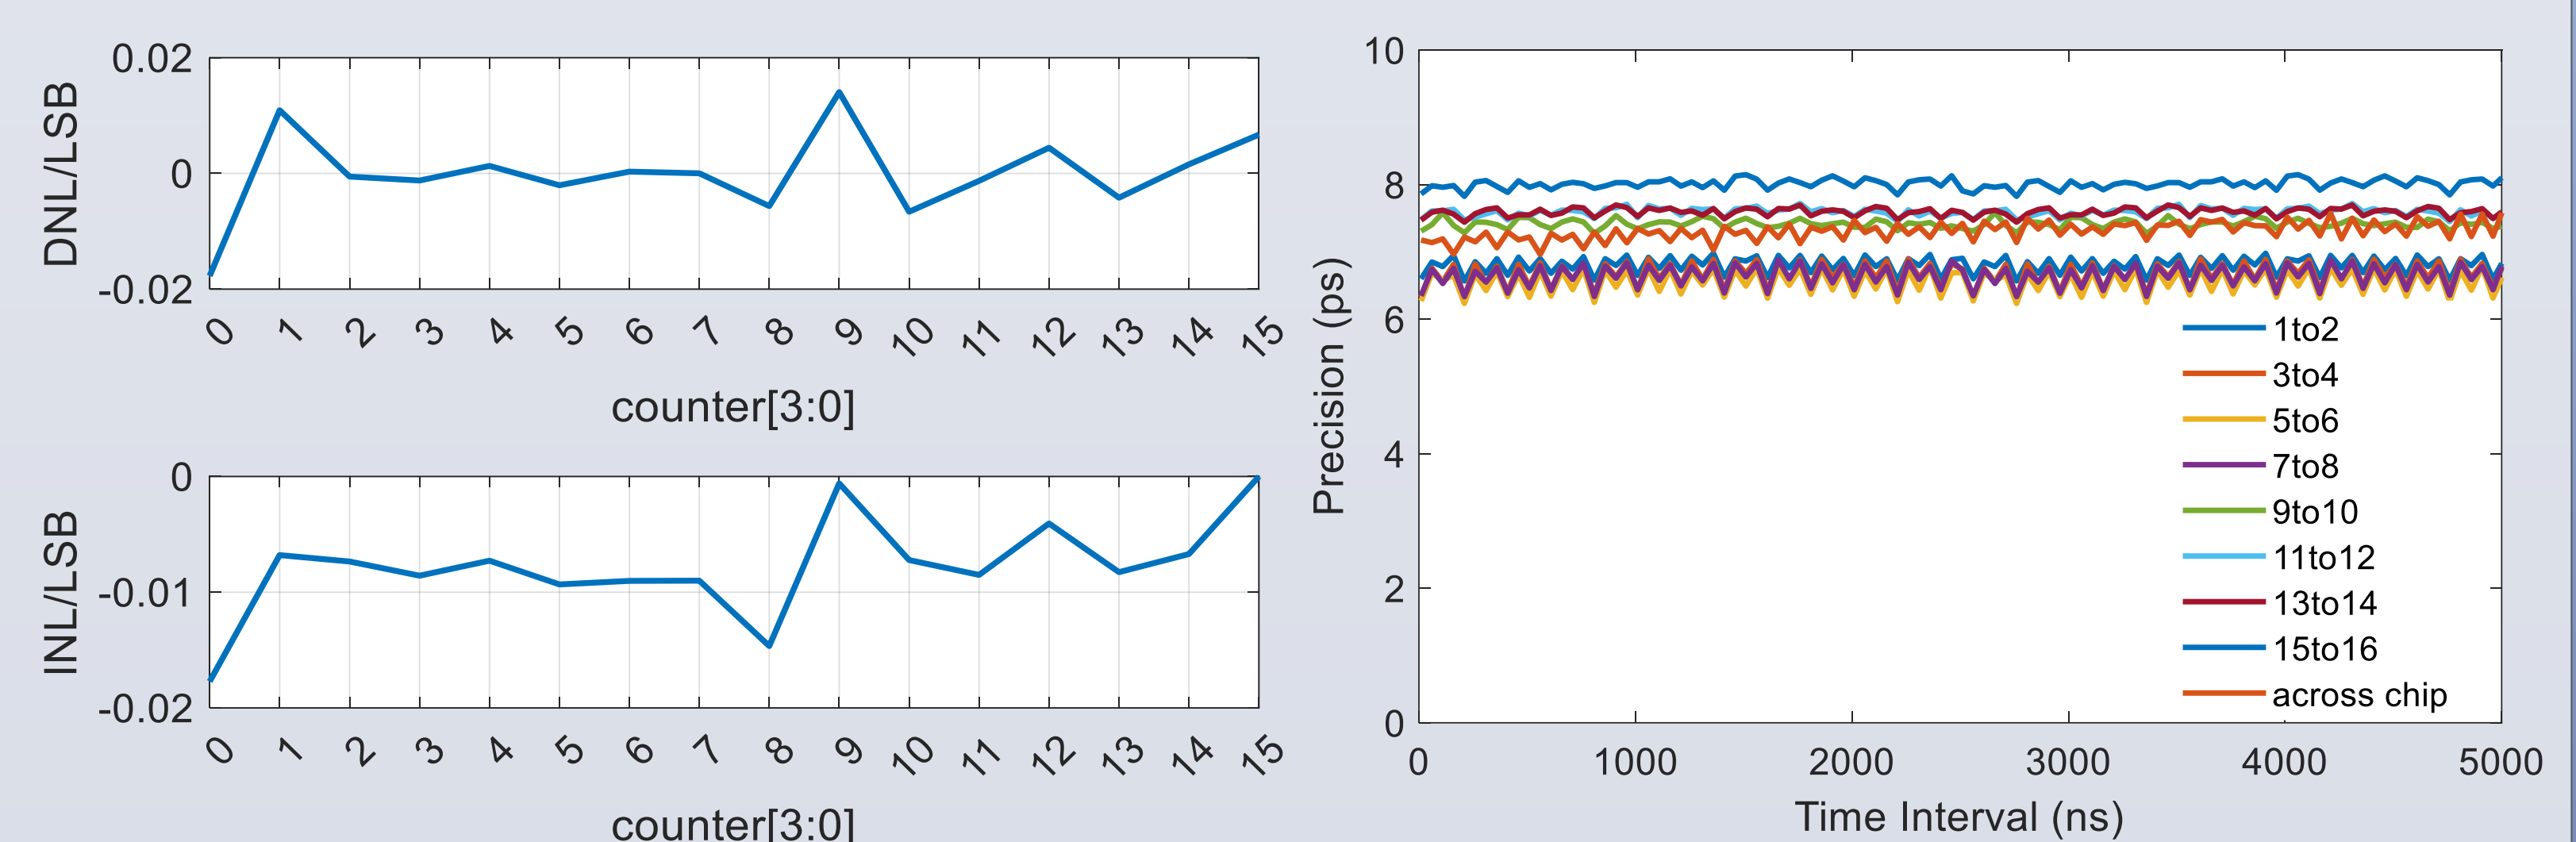 DNL/LSB
0.02
0
-0.02
0 1 2 3 4 5 6 7 8 9 10 11 12 13 14 15
counter[3:0]
INL/LSB
0
-0.01
-0.02
0 1 2 3 4 5 6 7 8 9 10 11 12 13 14 15
counter[3:0]
Precision (ps)
10
8
6
4
2
0
0 1000 2000 3000 4000 5000
Time Interval (ns)
1to2
3to4
5to6
7to8
9to10
11to12
13to14
15to16
across chip